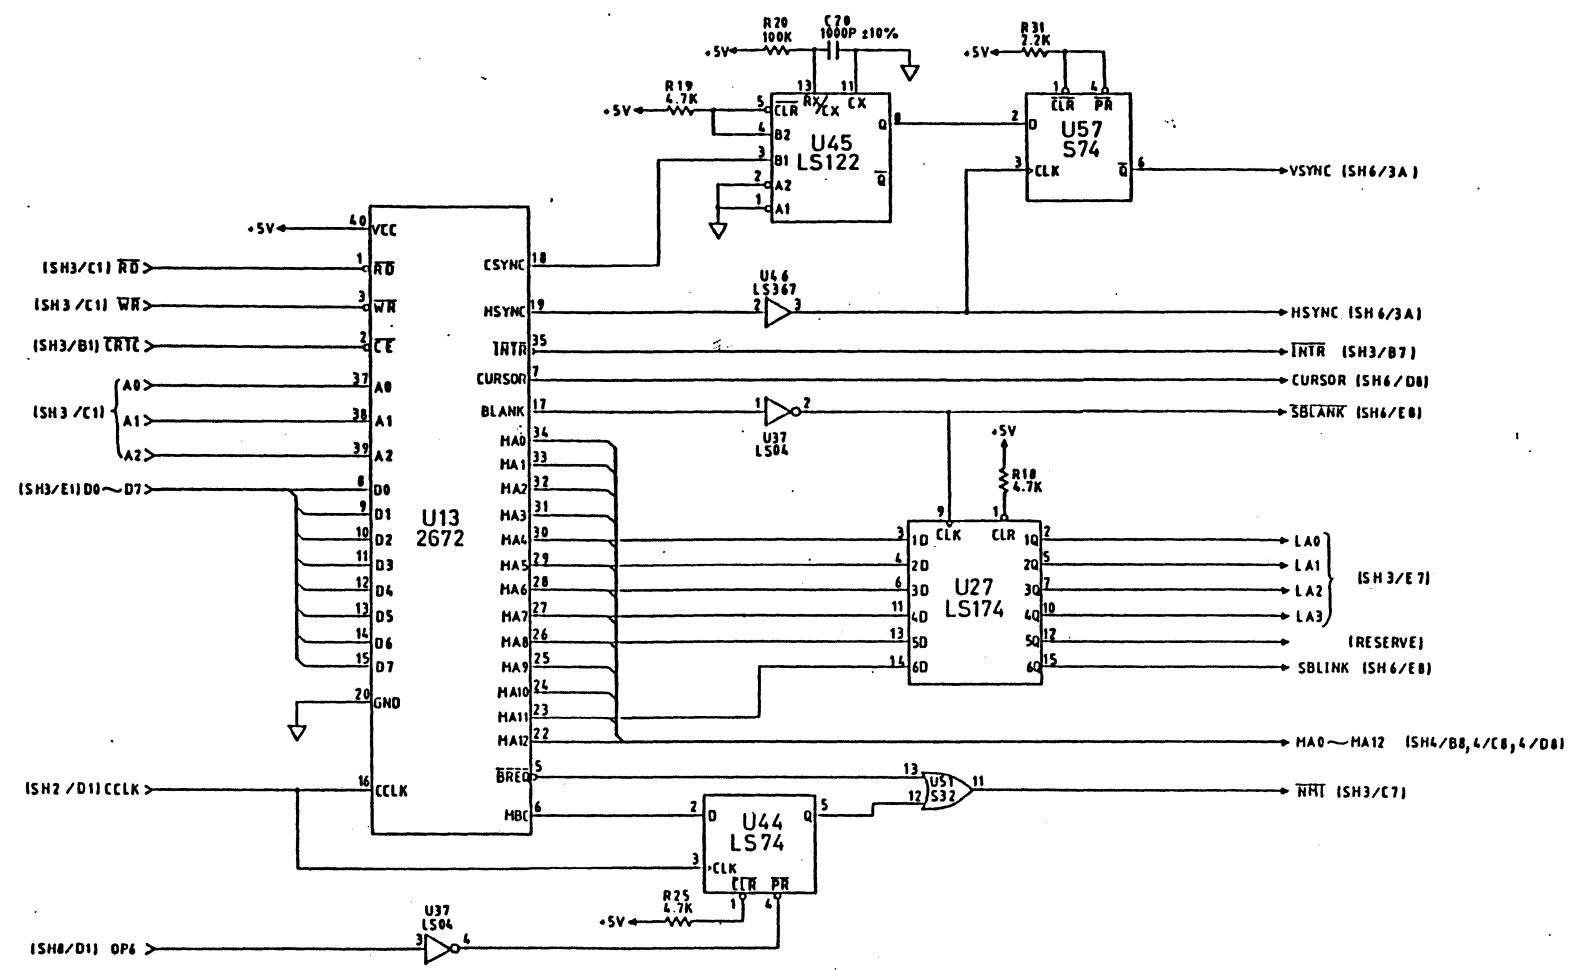 R20
100K
C20
1000P ±10%
+5V
R31
2.2K
+5V
R19
4.7K
+5V
13
11
RX/CX
CX
5
CLR
4
B2
3
B1
2
A2
1
A1
U45
LS122
Q
8
Q
1
4
CLR
PR
2
D
U57
S74
3
CLK
Q
6
VSYNC (SH6/3A)
+5V
40
VCC
(SH3/C1) RD
1
RD
(SH3/C1) WR
3
WR
(SH3/B1) CRTC
2
CE
(SH3/C1)
A0
37
A0
A1
38
A1
A2
39
A2
(SH3/E1) D0~D7
8
D0
9
D1
10
D2
11
D3
12
D4
13
D5
14
D6
15
D7
20
GND
(SH2/D1) CCLK
16
CCLK
U13
2672
CSYNC
18
HSYNC
19
INTR
35
CURSOR
7
BLANK
17
MA0
34
MA1
33
MA2
32
MA3
31
MA4
30
MA5
29
MA6
28
MA7
27
MA8
26
MA9
25
MA10
24
MA11
23
MA12
22
BREQ
5
MBC
6
U46
LS367
2
3
HSYNC (SH6/3A)
INTR (SH3/B7)
CURSOR (SH6/D8)
1
2
U37
LS04
SBLANK (SH6/E8)
+5V
R18
4.7K
9
1
CLK
CLR
3
1D
4
2D
6
3D
11
4D
13
5D
14
6D
U27
LS174
1Q
2
2Q
5
3Q
7
4Q
10
5Q
12
6Q
15
LA0
LA1
LA2
LA3
(SH3/E7)
(RESERVE)
SBLINK (SH6/E8)
MA0~MA12 (SH4/B8,4/C8,4/D8)
13
12
U51
S32
11
NMI (SH3/C7)
2
D
U44
LS74
Q
5
3
CLK
CLR
PR
1
4
R25
4.7K
+5V
U37
LS04
3
4
(SH8/D1) OP6